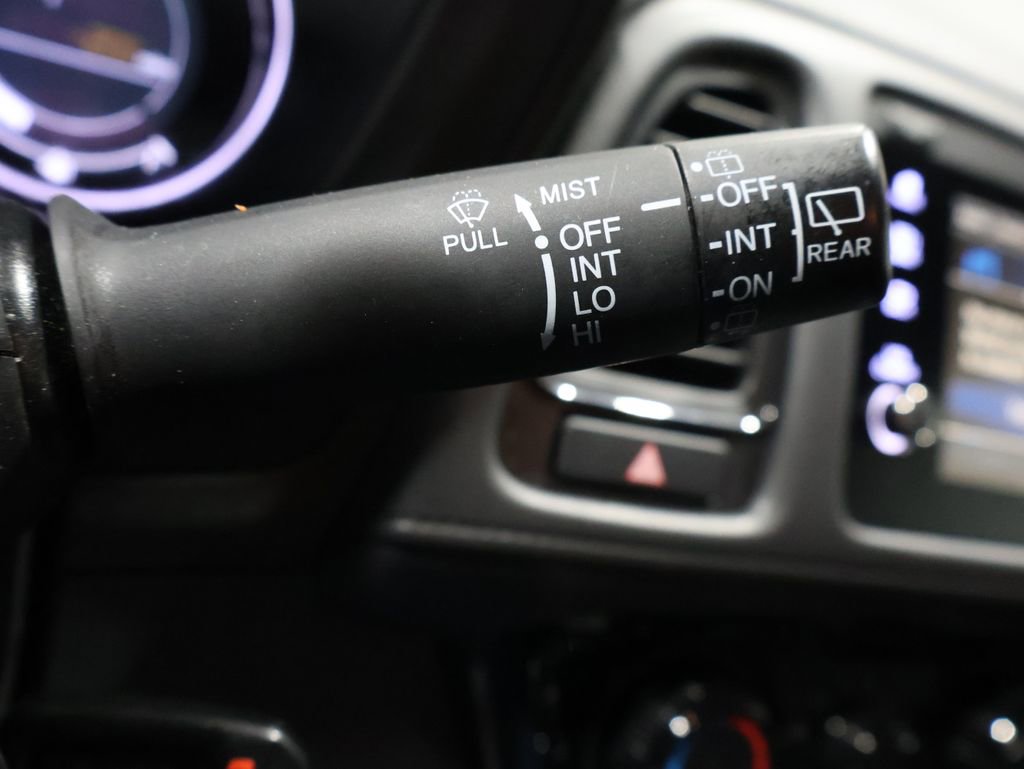 PULL
MIST
OFF
INT
LO
HI
-OFF
-INT
-ON
REAR